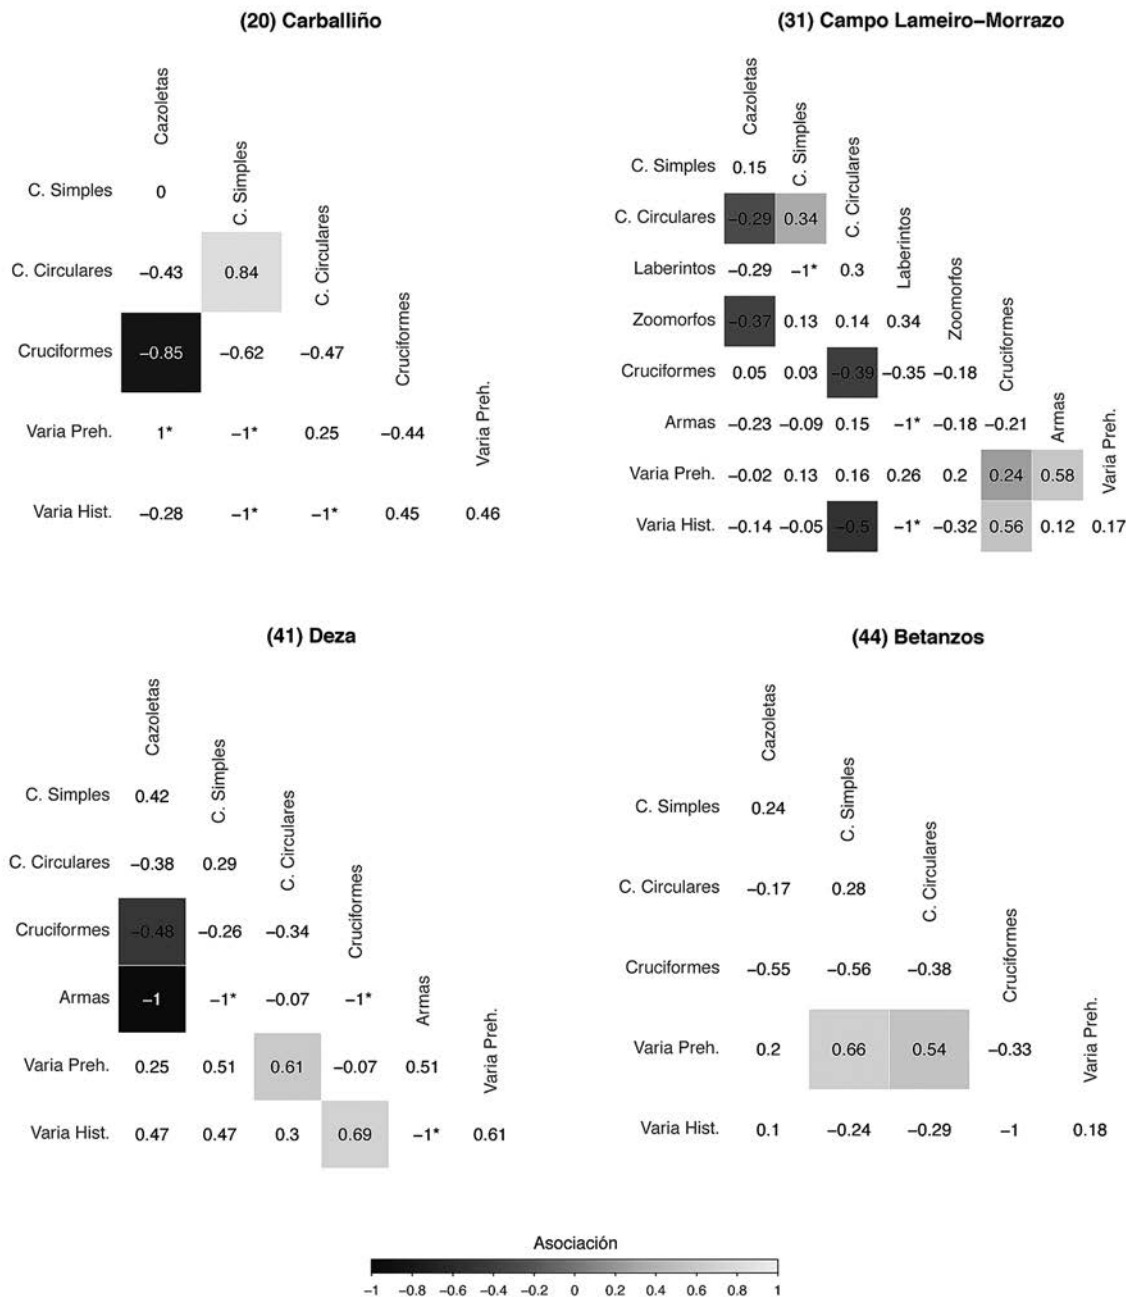 (20) Carballiño
Cazoletas
C. Simples 0 C. Simples
C. Circulares −0.43 0.84 C. Circulares
Cruciformes −0.85 −0.62 −0.47 Cruciformes
Varia Preh. 1* −1* 0.25 −0.44 Varia Preh.
Varia Hist. −0.28 −1* −1* 0.45 0.46
(31) Campo Lameiro−Morrazo
Cazoletas
C. Simples 0.15 C. Simples
C. Circulares −0.29 0.34 C. Circulares
Laberintos −0.29 −1* 0.3 Laberintos
Zoomorfos −0.37 0.13 0.14 0.34 Zoomorfos
Cruciformes 0.05 0.03 −0.39 −0.35 −0.18 Cruciformes
Armas −0.23 −0.09 0.15 −1* −0.18 −0.21 Armas
Varia Preh. −0.02 0.13 0.16 0.26 0.2 0.24 0.58 Varia Preh.
Varia Hist. −0.14 −0.05 −0.5 −1* −0.32 0.56 0.12 0.17
(41) Deza
Cazoletas
C. Simples 0.42 C. Simples
C. Circulares −0.38 0.29 C. Circulares
Cruciformes −0.48 −0.26 −0.34 Cruciformes
Armas −1 −1* −0.07 −1* Armas
Varia Preh. 0.25 0.51 0.61 −0.07 0.51 Varia Preh.
Varia Hist. 0.47 0.47 0.3 0.69 −1* 0.61
(44) Betanzos
Cazoletas
C. Simples 0.24 C. Simples
C. Circulares −0.17 0.28 C. Circulares
Cruciformes −0.55 −0.56 −0.38 Cruciformes
Varia Preh. 0.2 0.66 0.54 −0.33 Varia Preh.
Varia Hist. 0.1 −0.24 −0.29 −1 0.18
Asociación
−1 −0.8 −0.6 −0.4 −0.2 0 0.2 0.4 0.6 0.8 1